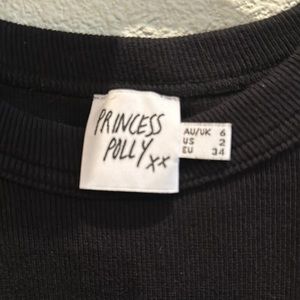 PRINCESS
POLLY
xx
AU/UK 6
US 2
EU 34